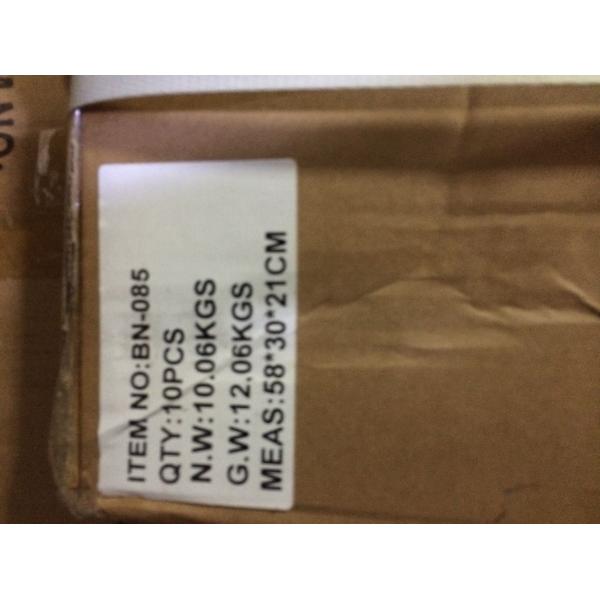 ITEM NO:BN-085
QTY:10PCS
N.W:10.06KGS
G.W:12.06KGS
MEAS:58*30*21CM